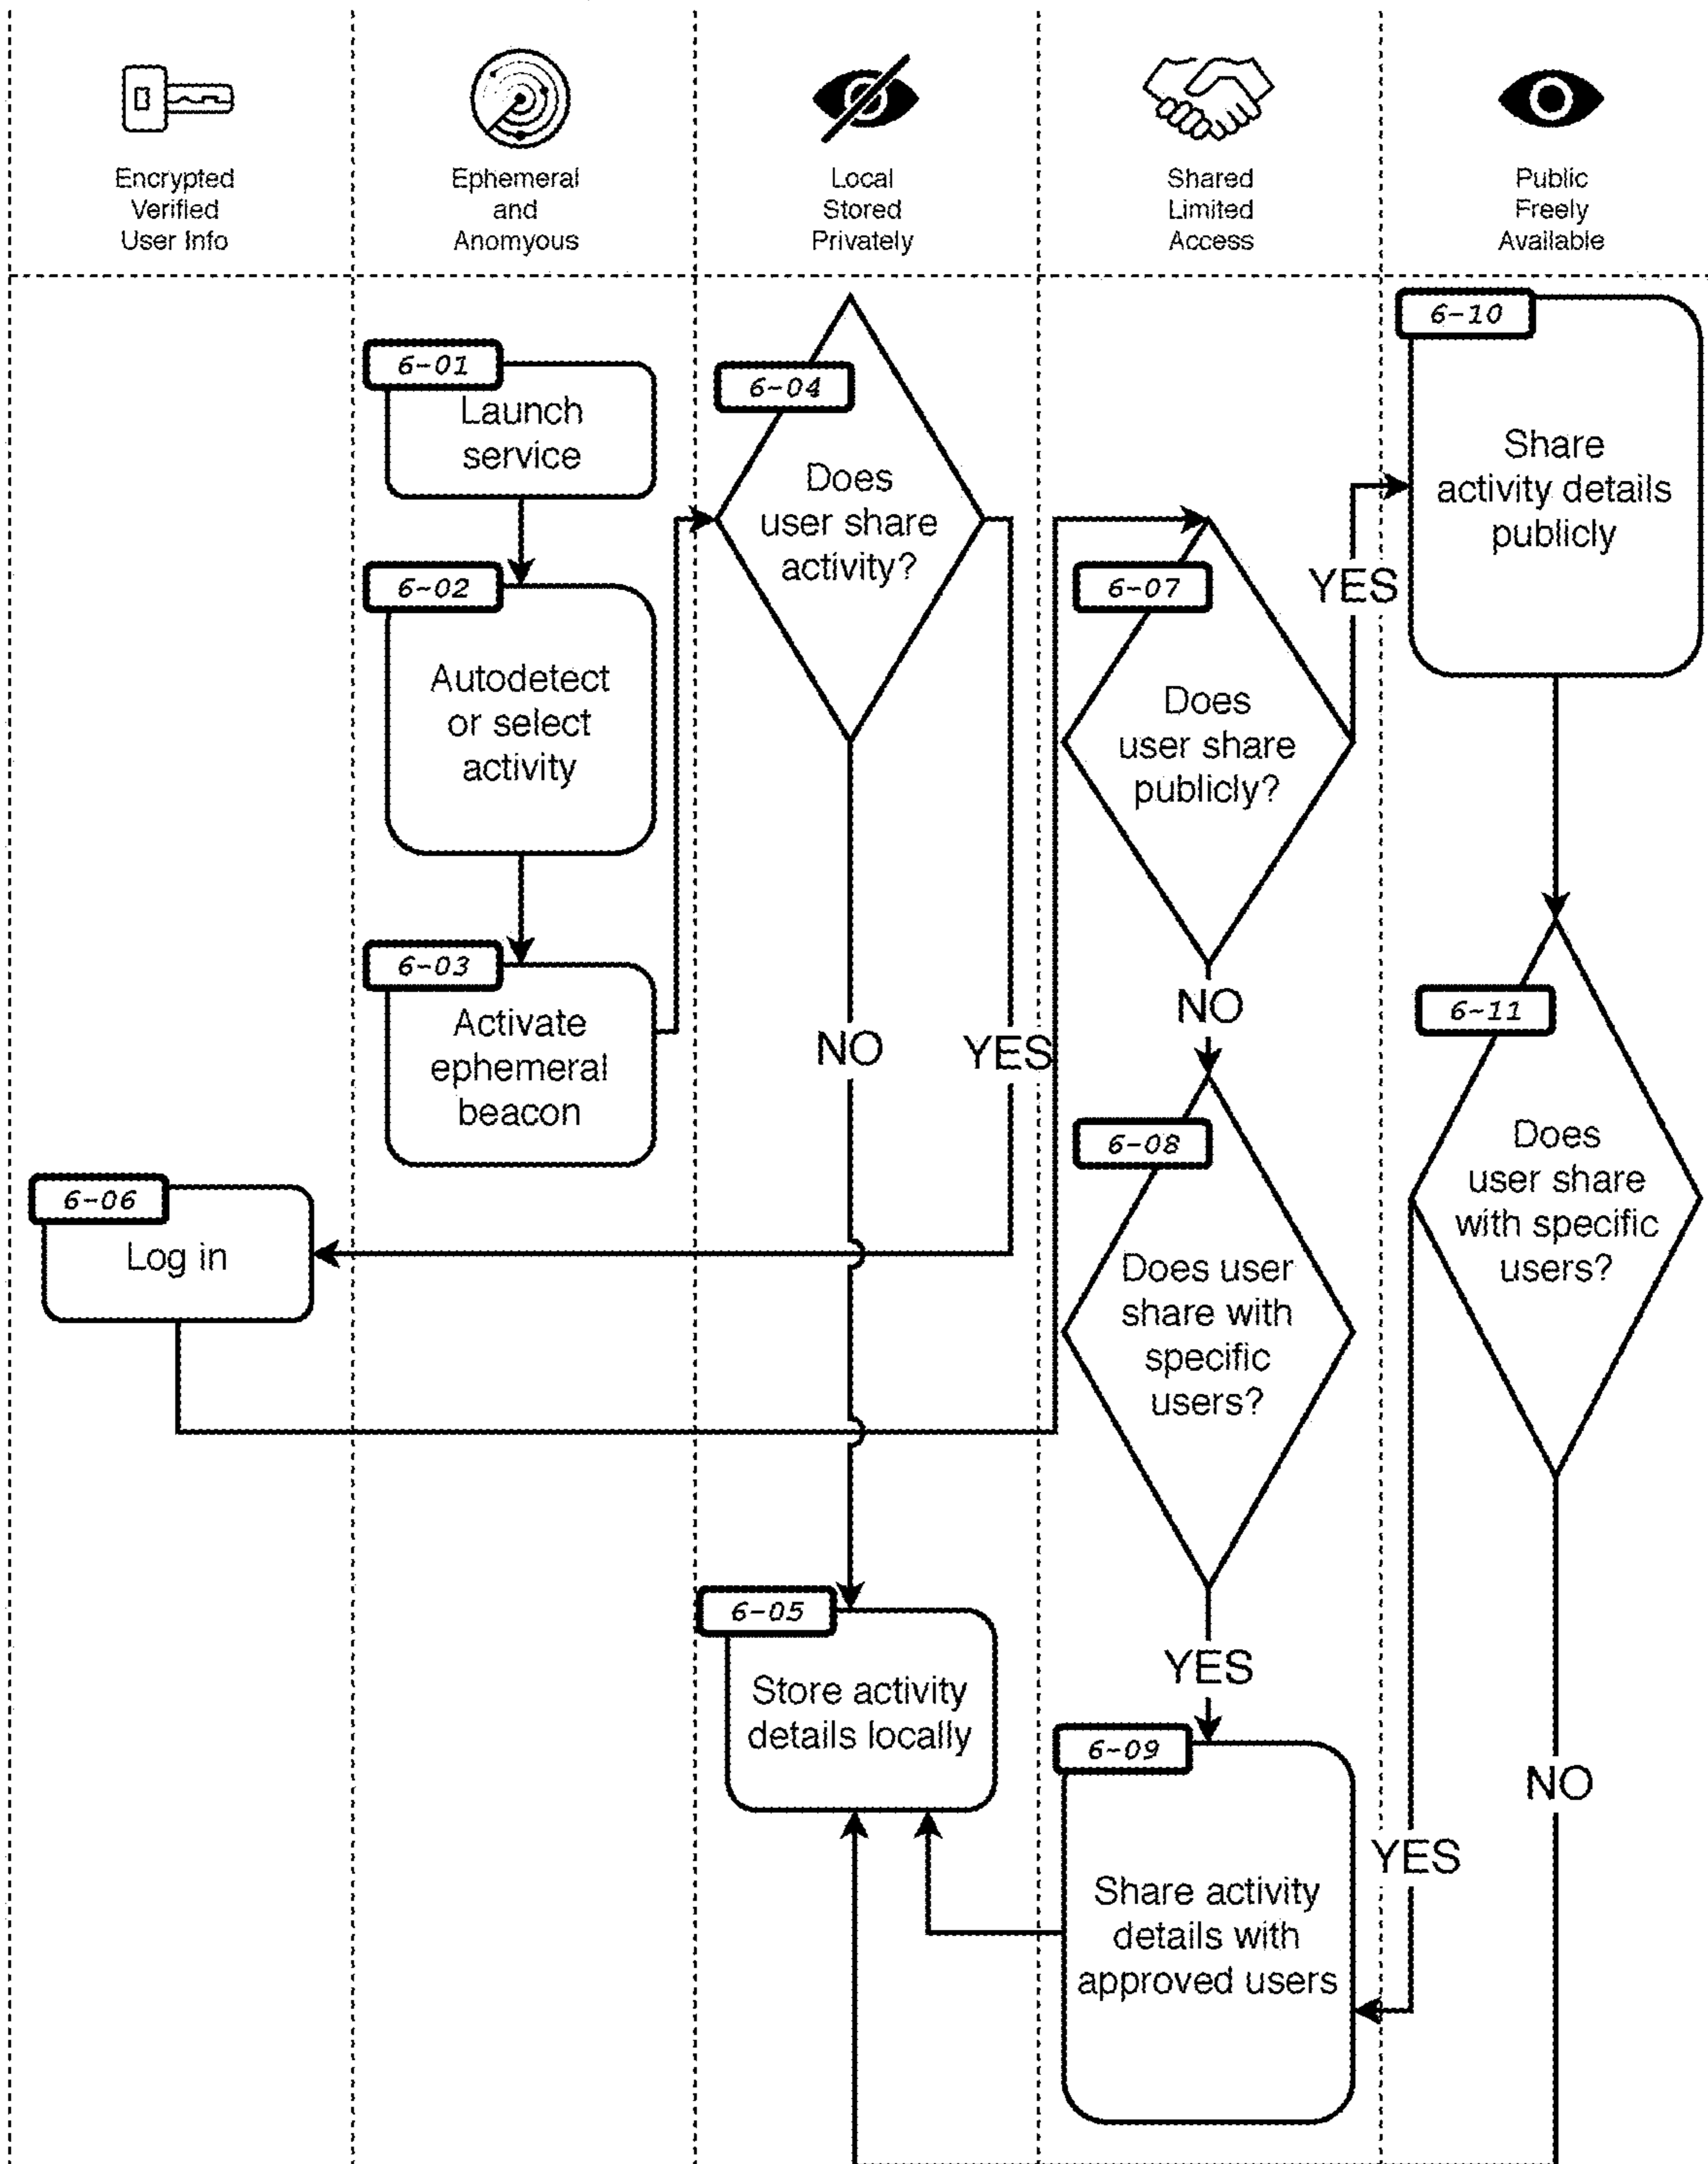 Encrypted
Verified
User Info
Ephemeral
and
Anomyous
Local
Stored
Privately
Shared
Limited
Access
Public
Freely
Available
6-01
Launch
service
6-02
Autodetect
or select
activity
6-03
Activate
ephemeral
beacon
6-04
Does
user share
activity?
NO
YES
6-06
Log in
6-05
Store activity
details locally
6-07
Does
user share
publicly?
YES
NO
6-08
Does user
share with
specific
users?
YES
6-09
Share activity
details with
approved users
6-10
Share
activity details
publicly
6-11
Does
user share
with specific
users?
YES
NO